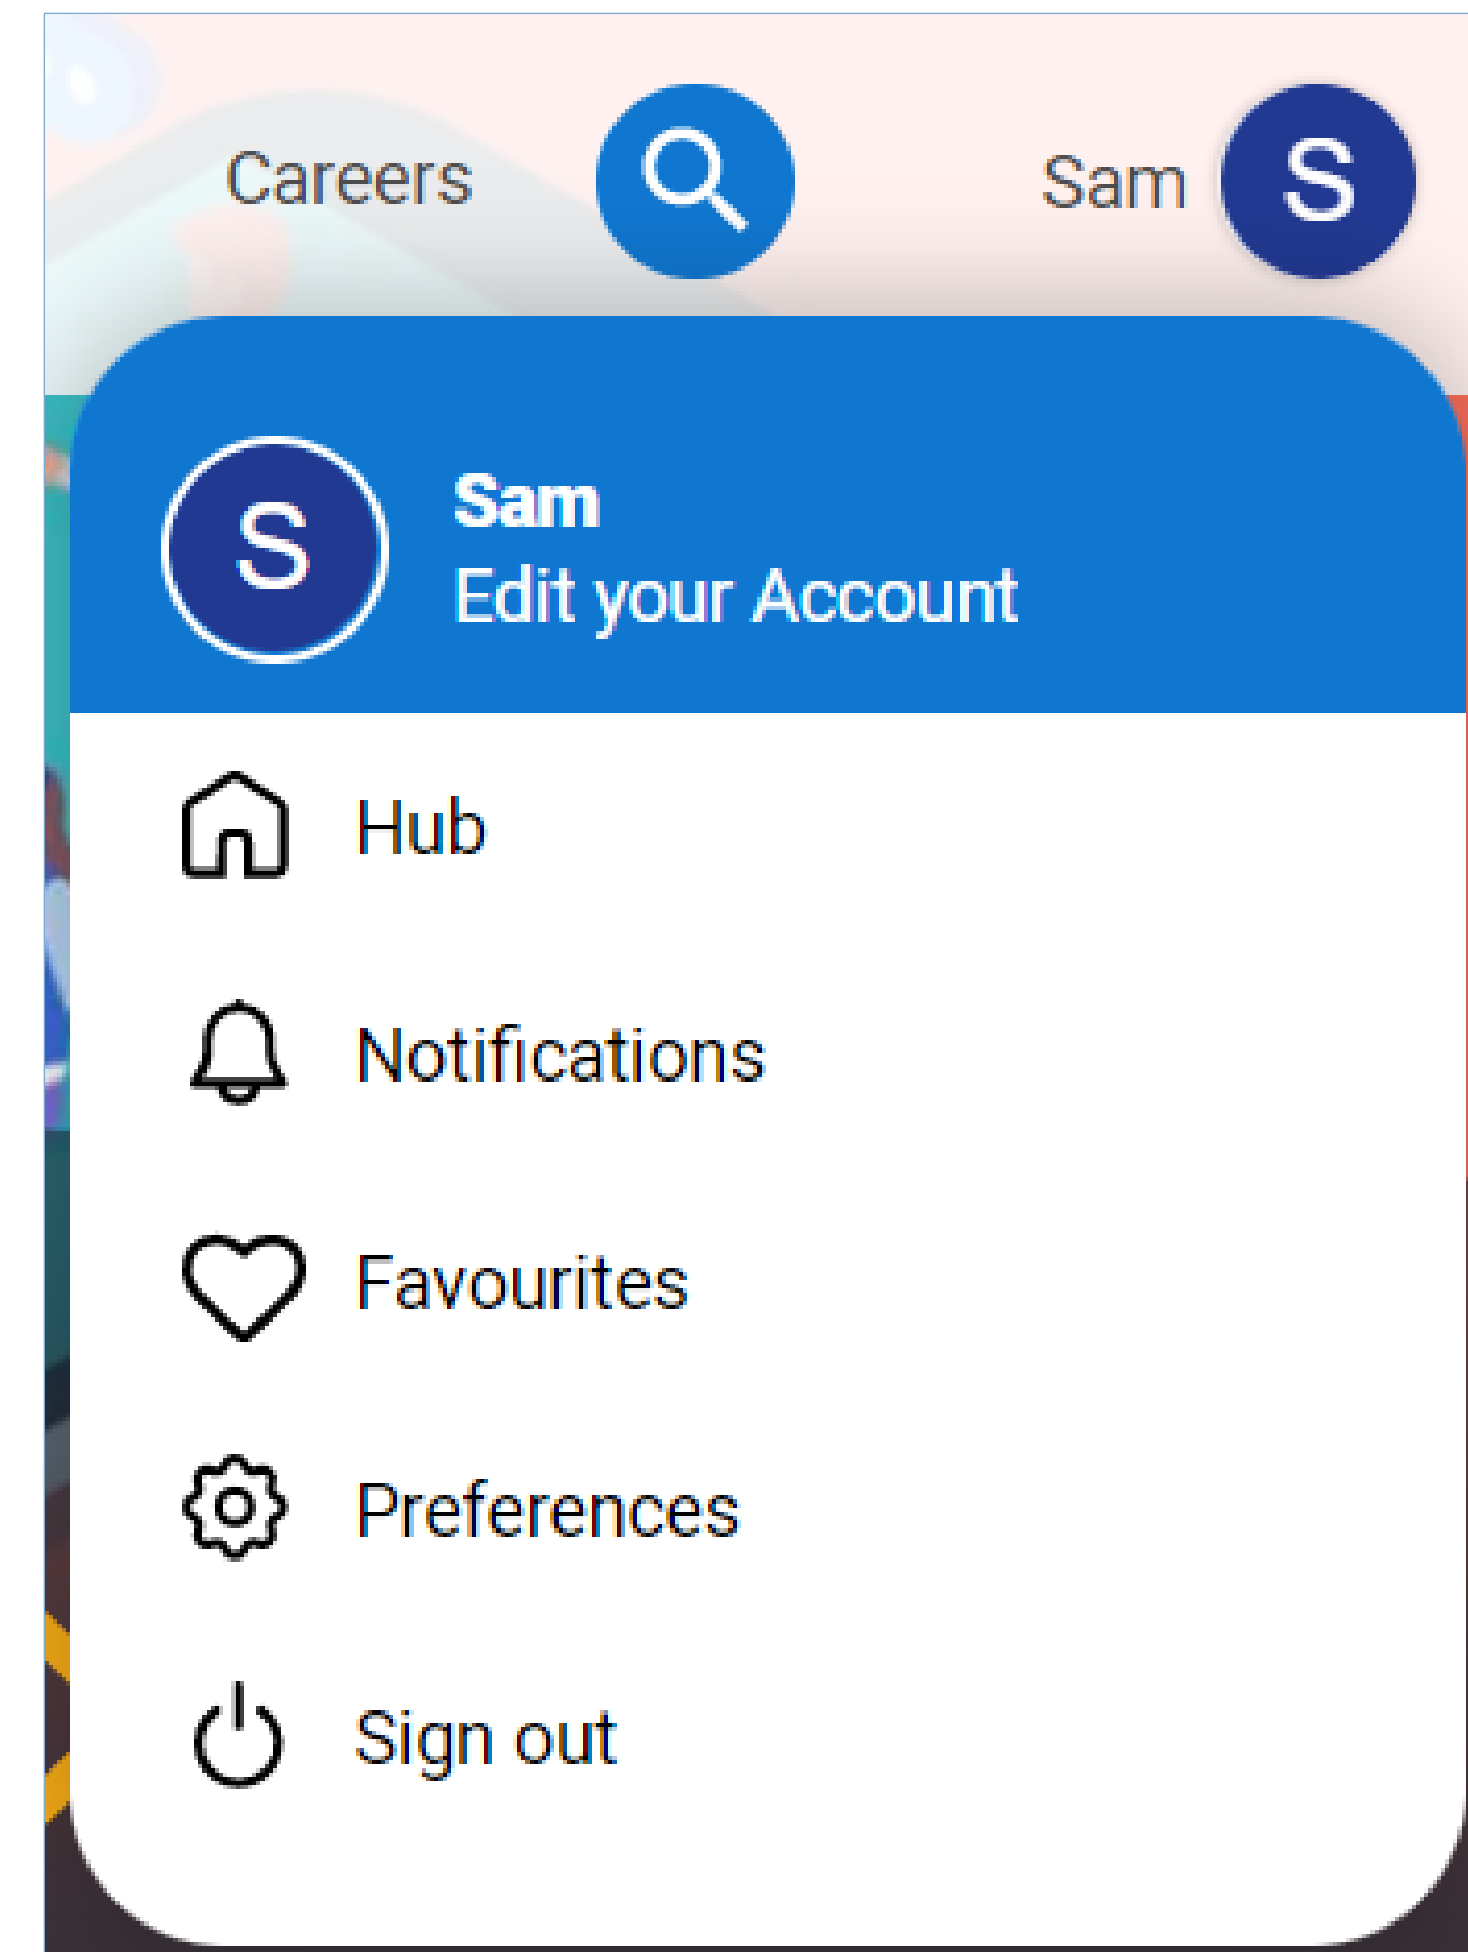 Careers
Sam S
S
Sam
Edit your Account
Hub
Notifications
Favourites
Preferences
Sign out